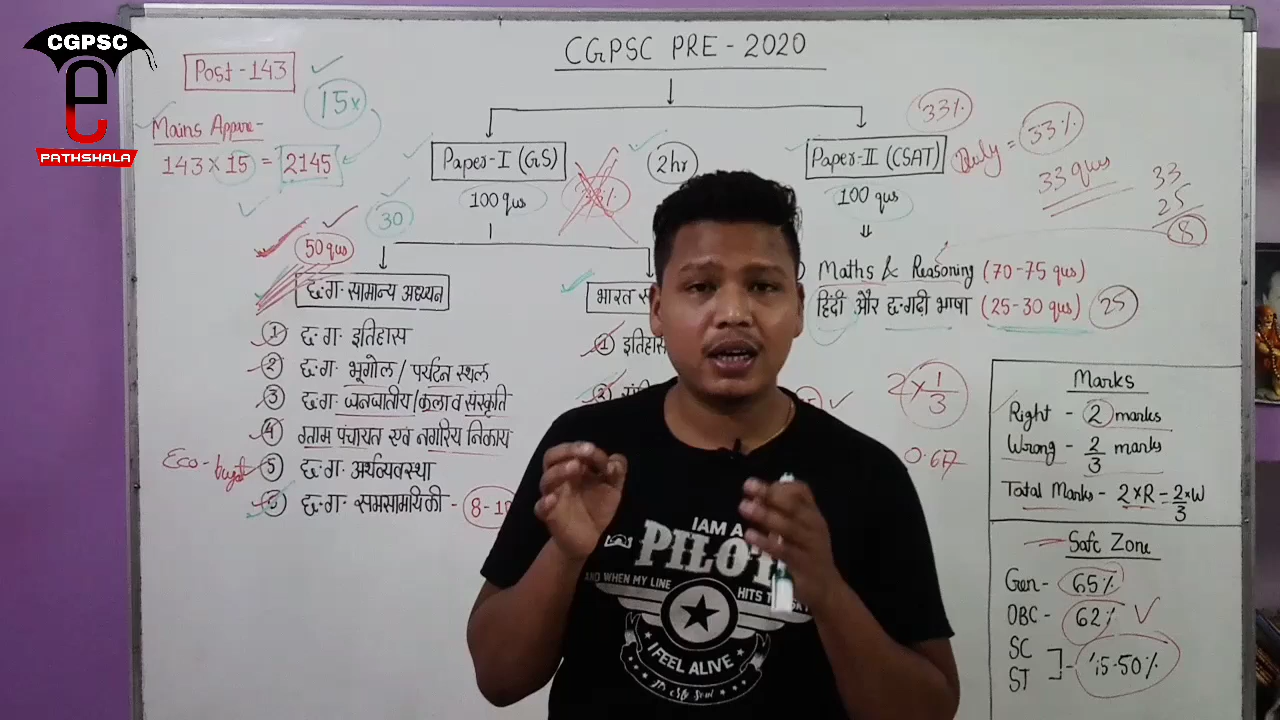 CGPSC
e
PATHSHALA
CGPSC PRE - 2020
Post - 143
15x
Mains Appare -
143 × 15 = 2145
Paper-I (GS)
100 qus
2hr
33%
Paper-II (CSAT)
100 qus
Qualy = 33%
33 qus
33
25
8
30
50 qus
छ.ग. सामान्य अध्ययन
① छ.ग. इतिहास
② छ.ग. भूगोल / पर्यटन स्थल
③ छ.ग. जनजातीय/कला व संस्कृति
④ ग्राम पंचायत एवं नगरीय निकाय
Eco -
⑤ छ.ग. अर्थव्यवस्था
⑥ छ.ग. समसामयिकी - 8-1
भारत
① इतिहास
②
Maths & Reasoning (70-75 qus)
हिंदी और छ.गढ़ी भाषा (25-30 qus) 25
2 × 1/3
0.67
Marks
Right - 2 marks
Wrong - 2/3 marks
Total Marks - 2×R - 2/3×W
Safe Zone
Gen - 65%
OBC - 62%
SC
ST
45-50%
I AM A
PILOT
AND WHEN MY LINE
HITS T
I FEEL ALIVE